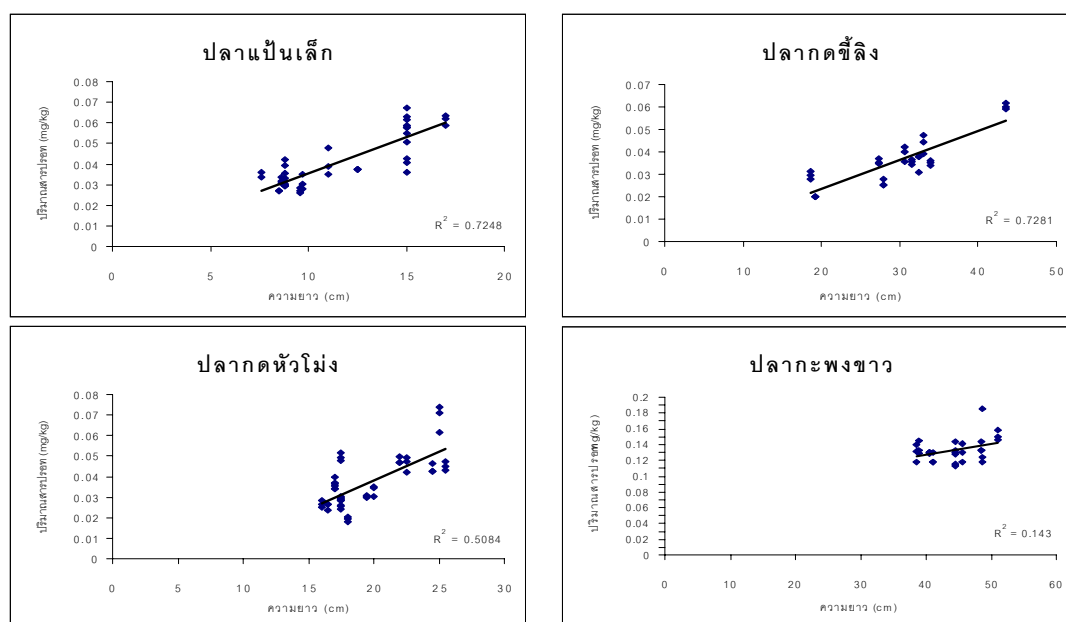 ปลาแป้นเล็ก
ปริมาณสารปรอท (mg/kg)
0.08
0.07
0.06
0.05
0.04
0.03
0.02
0.01
0
R² = 0.7248
0 5 10 15 20
ความยาว (cm)
ปลากดขี้ลิง
ปริมาณสารปรอท (mg/kg)
0.07
0.06
0.05
0.04
0.03
0.02
0.01
0
R² = 0.7281
0 10 20 30 40 50
ความยาว (cm)
ปลากดหัวโม่ง
ปริมาณสารปรอท (mg/kg)
0.08
0.07
0.06
0.05
0.04
0.03
0.02
0.01
0
R² = 0.5084
0 5 10 15 20 25 30
ความยาว (cm)
ปลากะพงขาว
ปริมาณสารปรอท(mg/kg)
0.2
0.18
0.16
0.14
0.12
0.1
0.08
0.06
0.04
0.02
0
R² = 0.143
0 10 20 30 40 50 60
ความยาว (cm)